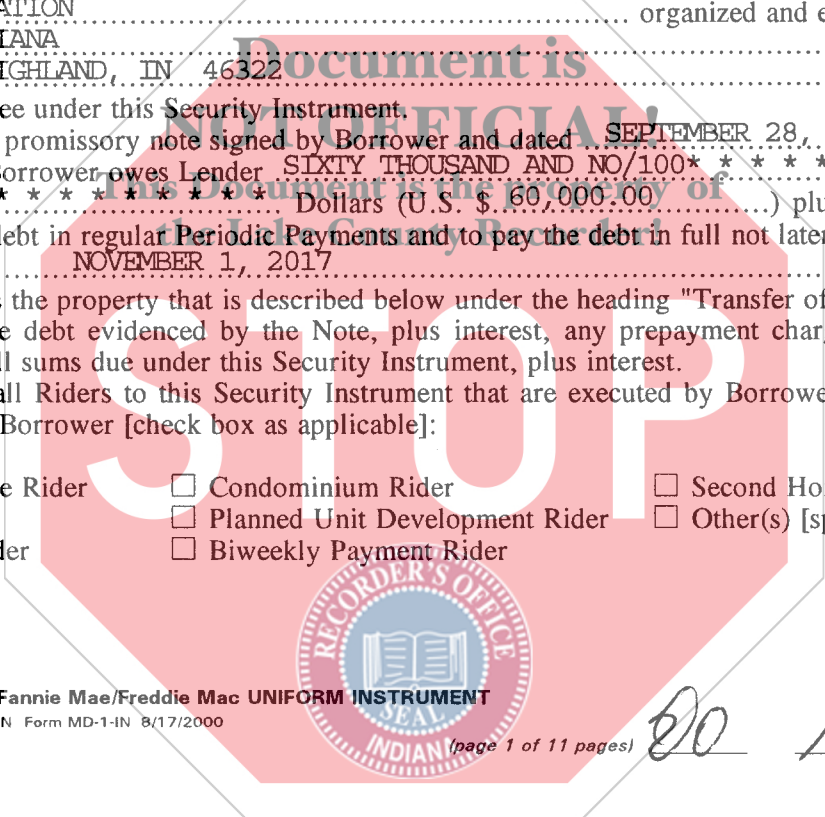 ATION organized and e
IANA
IGHLAND, IN 46322
Document is
ee under this Security Instrument.
NOT OFFICIAL!
promissory note signed by Borrower and dated SEPTEMBER 28,
orrower owes Lender SIXTY THOUSAND AND NO/100* * * * *
This Document is the property of
* * * * * * * * * Dollars (U.S. $ 60,000.00 ) plu
the Lake County Recorder!
ebt in regular Periodic Payments and to pay the debt in full not later
NOVEMBER 1, 2017
s the property that is described below under the heading "Transfer of
e debt evidenced by the Note, plus interest, any prepayment char
ll sums due under this Security Instrument, plus interest.
all Riders to this Security Instrument that are executed by Borrowe
Borrower [check box as applicable]:
STOP
e Rider ☐ Condominium Rider ☐ Second Ho
☐ Planned Unit Development Rider ☐ Other(s) [sp
der ☐ Biweekly Payment Rider
RECORDER'S OFFICE
SEAL
INDIANA
Fannie Mae/Freddie Mac UNIFORM INSTRUMENT
N Form MD-1-IN 8/17/2000
(page 1 of 11 pages)